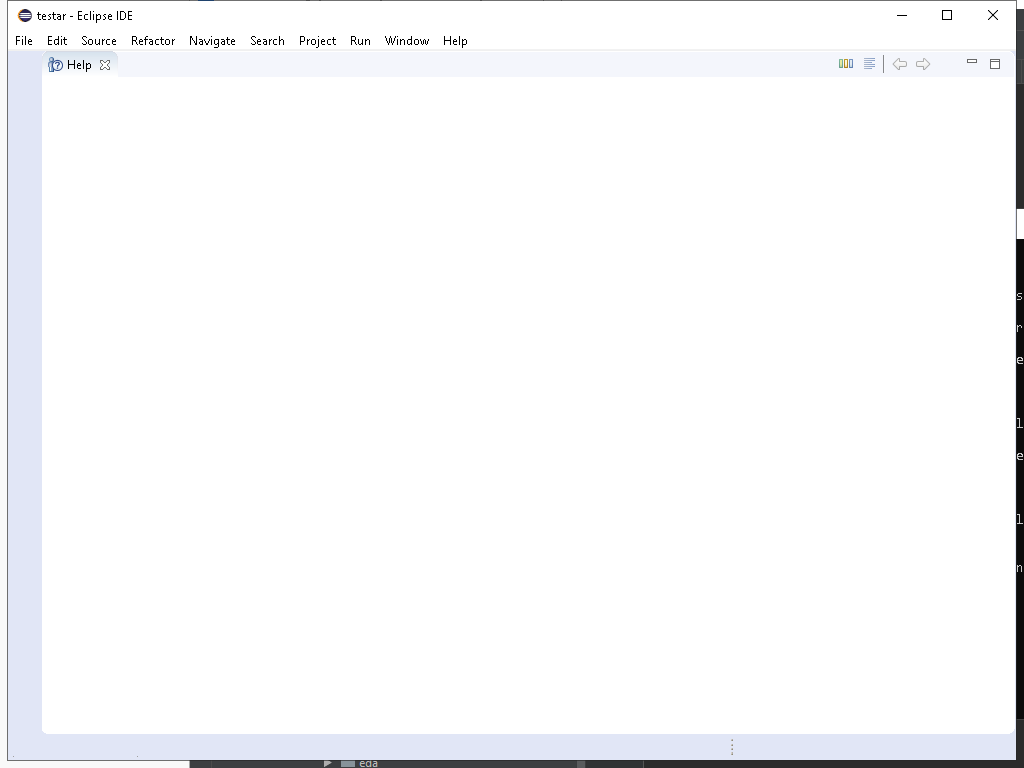 testar - Eclipse IDE
File Edit Source Refactor Navigate Search Project Run Window Help
Help
s
r
e
l
e
l
n
eda